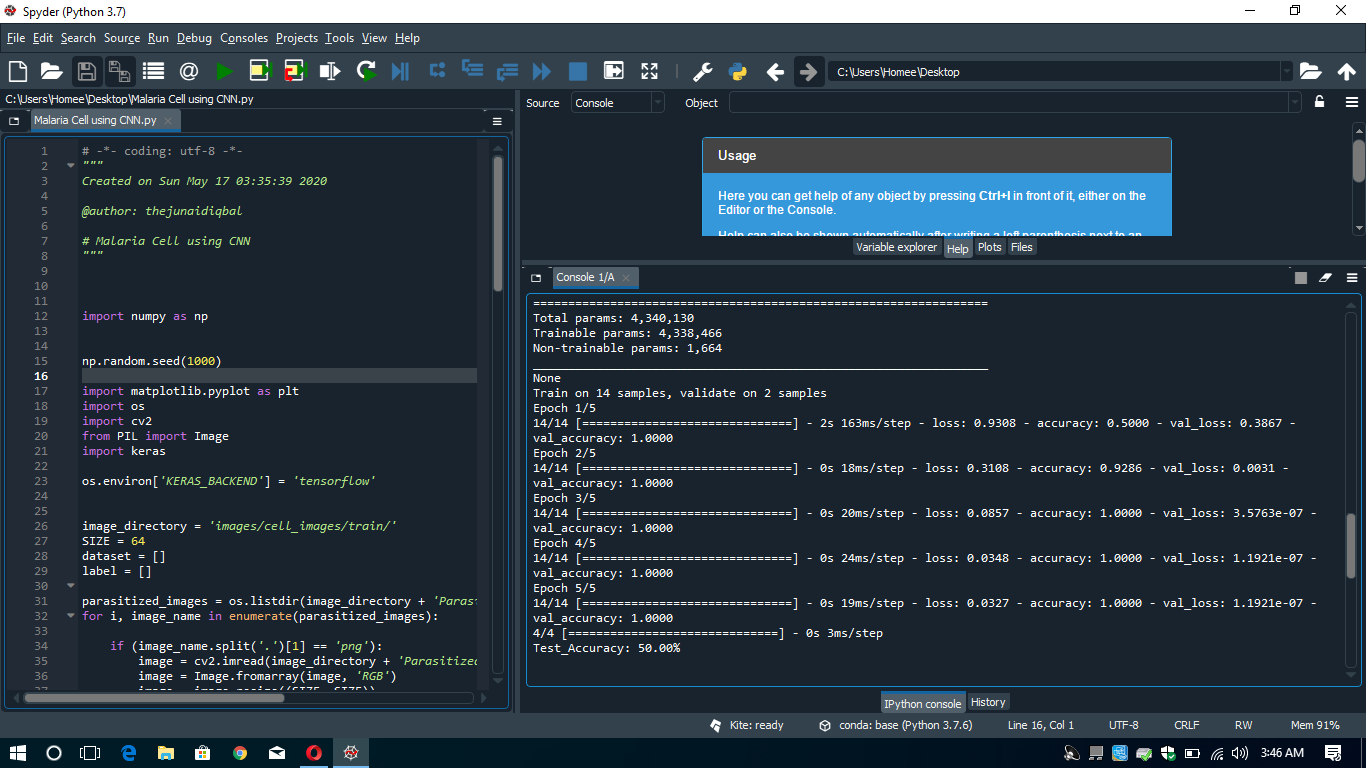 Spyder (Python 3.7)
File Edit Search Source Run Debug Consoles Projects Tools View Help
C:\Users\Homee\Desktop
C:\Users\Homee\Desktop\Malaria Cell using CNN.py
Malaria Cell using CNN.py
1 # -*- coding: utf-8 -*-
2 """
3 Created on Sun May 17 03:35:39 2020
4
5 @author: thejunaidiqbal
6
7 # Malaria Cell using CNN
8 """
9
10
11
12 import numpy as np
13
14
15 np.random.seed(1000)
16
17 import matplotlib.pyplot as plt
18 import os
19 import cv2
20 from PIL import Image
21 import keras
22
23 os.environ['KERAS_BACKEND'] = 'tensorflow'
24
25
26 image_directory = 'images/cell_images/train/'
27 SIZE = 64
28 dataset = []
29 label = []
30
31 parasitized_images = os.listdir(image_directory + 'Paras
32 for i, image_name in enumerate(parasitized_images):
33
34 if (image_name.split('.')[1] == 'png'):
35 image = cv2.imread(image_directory + 'Parasitized
36 image = Image.fromarray(image, 'RGB')
37 image = image.resize((SIZE, SIZE))
Source Console Object
Usage
Here you can get help of any object by pressing Ctrl+I in front of it, either on the
Editor or the Console.
Help can also be shown automatically after writing a left parenthesis next to an
Variable explorer Help Plots Files
Console 1/A
=================================================================
Total params: 4,340,130
Trainable params: 4,338,466
Non-trainable params: 1,664
_________________________________________________________________
None
Train on 14 samples, validate on 2 samples
Epoch 1/5
14/14 [==============================] - 2s 163ms/step - loss: 0.9308 - accuracy: 0.5000 - val_loss: 0.3867 -
val_accuracy: 1.0000
Epoch 2/5
14/14 [==============================] - 0s 18ms/step - loss: 0.3108 - accuracy: 0.9286 - val_loss: 0.0031 -
val_accuracy: 1.0000
Epoch 3/5
14/14 [==============================] - 0s 20ms/step - loss: 0.0857 - accuracy: 1.0000 - val_loss: 3.5763e-07 -
val_accuracy: 1.0000
Epoch 4/5
14/14 [==============================] - 0s 24ms/step - loss: 0.0348 - accuracy: 1.0000 - val_loss: 1.1921e-07 -
val_accuracy: 1.0000
Epoch 5/5
14/14 [==============================] - 0s 19ms/step - loss: 0.0327 - accuracy: 1.0000 - val_loss: 1.1921e-07 -
val_accuracy: 1.0000
4/4 [==============================] - 0s 3ms/step
Test_Accuracy: 50.00%
IPython console History
Kite: ready conda: base (Python 3.7.6) Line 16, Col 1 UTF-8 CRLF RW Mem 91%
3:46 AM